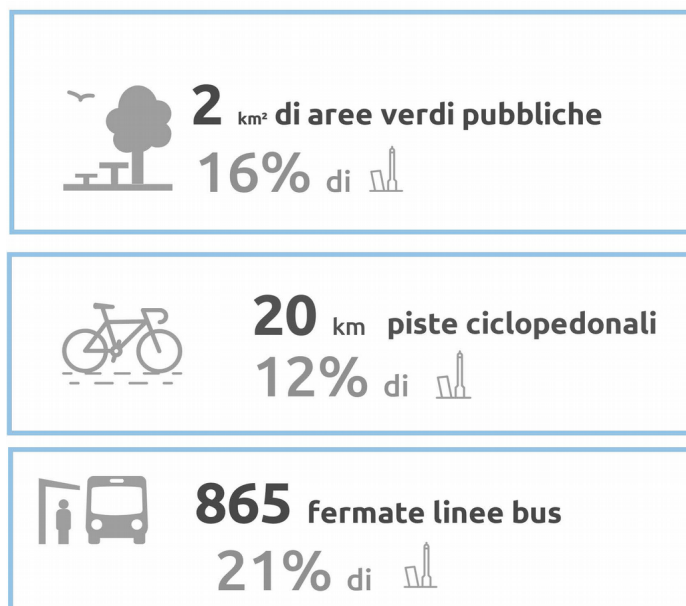 2 km² di aree verdi pubbliche
16% di
20 km piste ciclopedonali
12% di
865 fermate linee bus
21% di